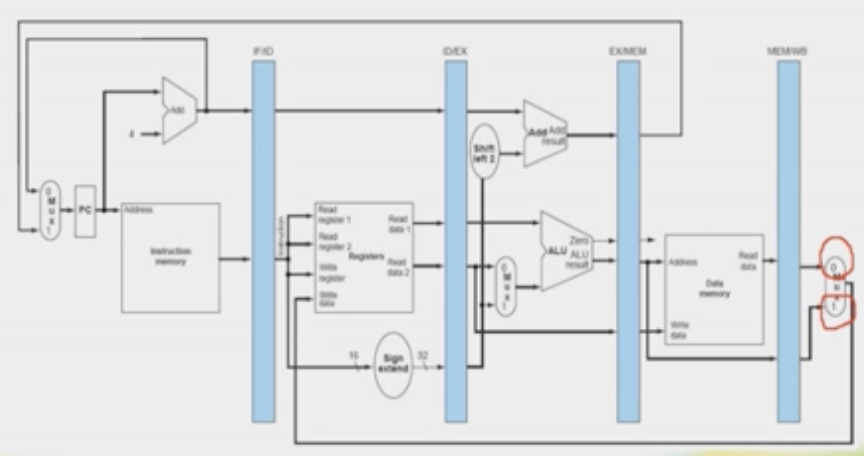 IF/ID
ID/EX
EX/MEM
MEM/WB
Add
4
Shift
left 2
Add
Add
result
0
M
u
x
1
PC
Address
Instruction
memory
Instruction
Read
register 1
Read
register 2
Write
register
Write
data
Registers
Read
data 1
Read
data 2
0
M
u
x
1
Zero
ALU
ALU
result
Address
Write
data
Data
memory
Read
data
0
M
u
x
1
16
Sign
extend
32